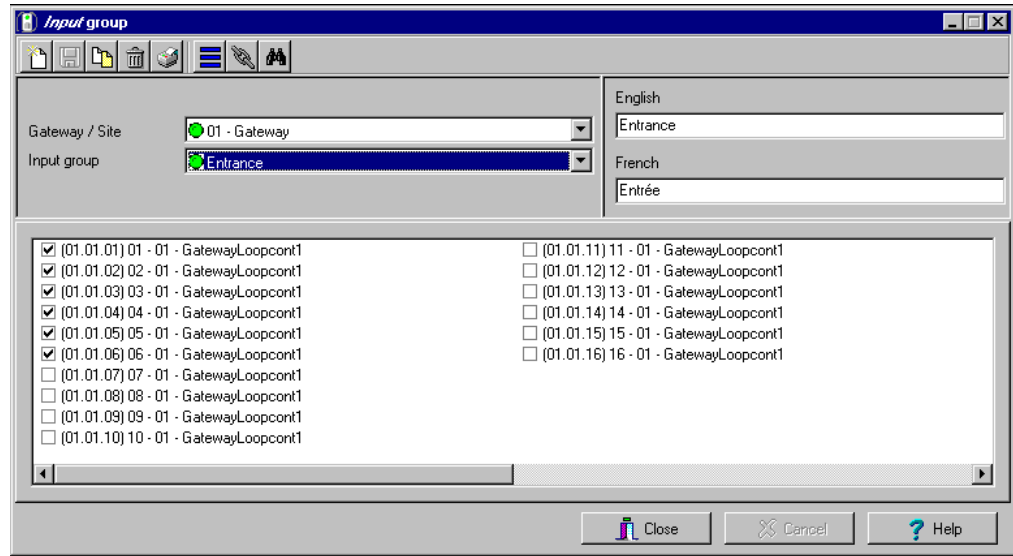 Input group
Gateway / Site
01 - Gateway
Input group
Entrance
English
Entrance
French
Entrée
(01.01.01) 01 - 01 - GatewayLoopcont1
(01.01.02) 02 - 01 - GatewayLoopcont1
(01.01.03) 03 - 01 - GatewayLoopcont1
(01.01.04) 04 - 01 - GatewayLoopcont1
(01.01.05) 05 - 01 - GatewayLoopcont1
(01.01.06) 06 - 01 - GatewayLoopcont1
(01.01.07) 07 - 01 - GatewayLoopcont1
(01.01.08) 08 - 01 - GatewayLoopcont1
(01.01.09) 09 - 01 - GatewayLoopcont1
(01.01.10) 10 - 01 - GatewayLoopcont1
(01.01.11) 11 - 01 - GatewayLoopcont1
(01.01.12) 12 - 01 - GatewayLoopcont1
(01.01.13) 13 - 01 - GatewayLoopcont1
(01.01.14) 14 - 01 - GatewayLoopcont1
(01.01.15) 15 - 01 - GatewayLoopcont1
(01.01.16) 16 - 01 - GatewayLoopcont1
Close
Cancel
Help